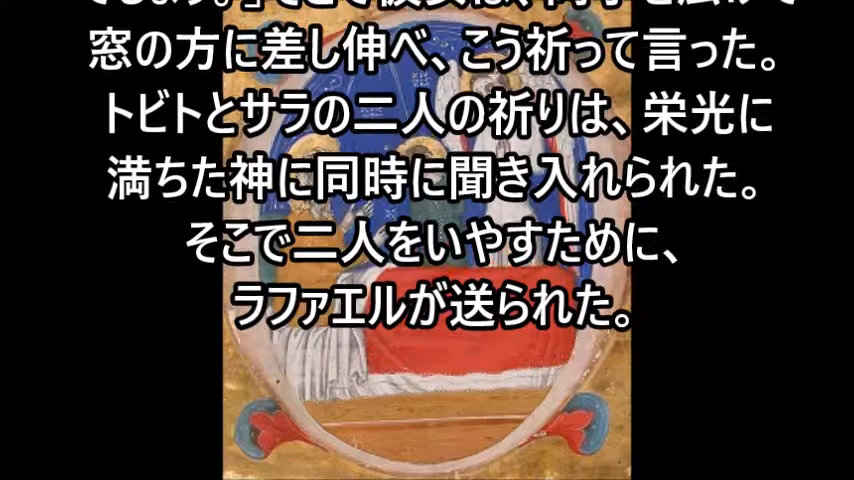 窓の方に差し伸べ、こう祈って言った。
トビトとサラの二人の祈りは、栄光に
満ちた神に同時に聞き入れられた。
そこで二人をいやすために、
ラファエルが送られた。